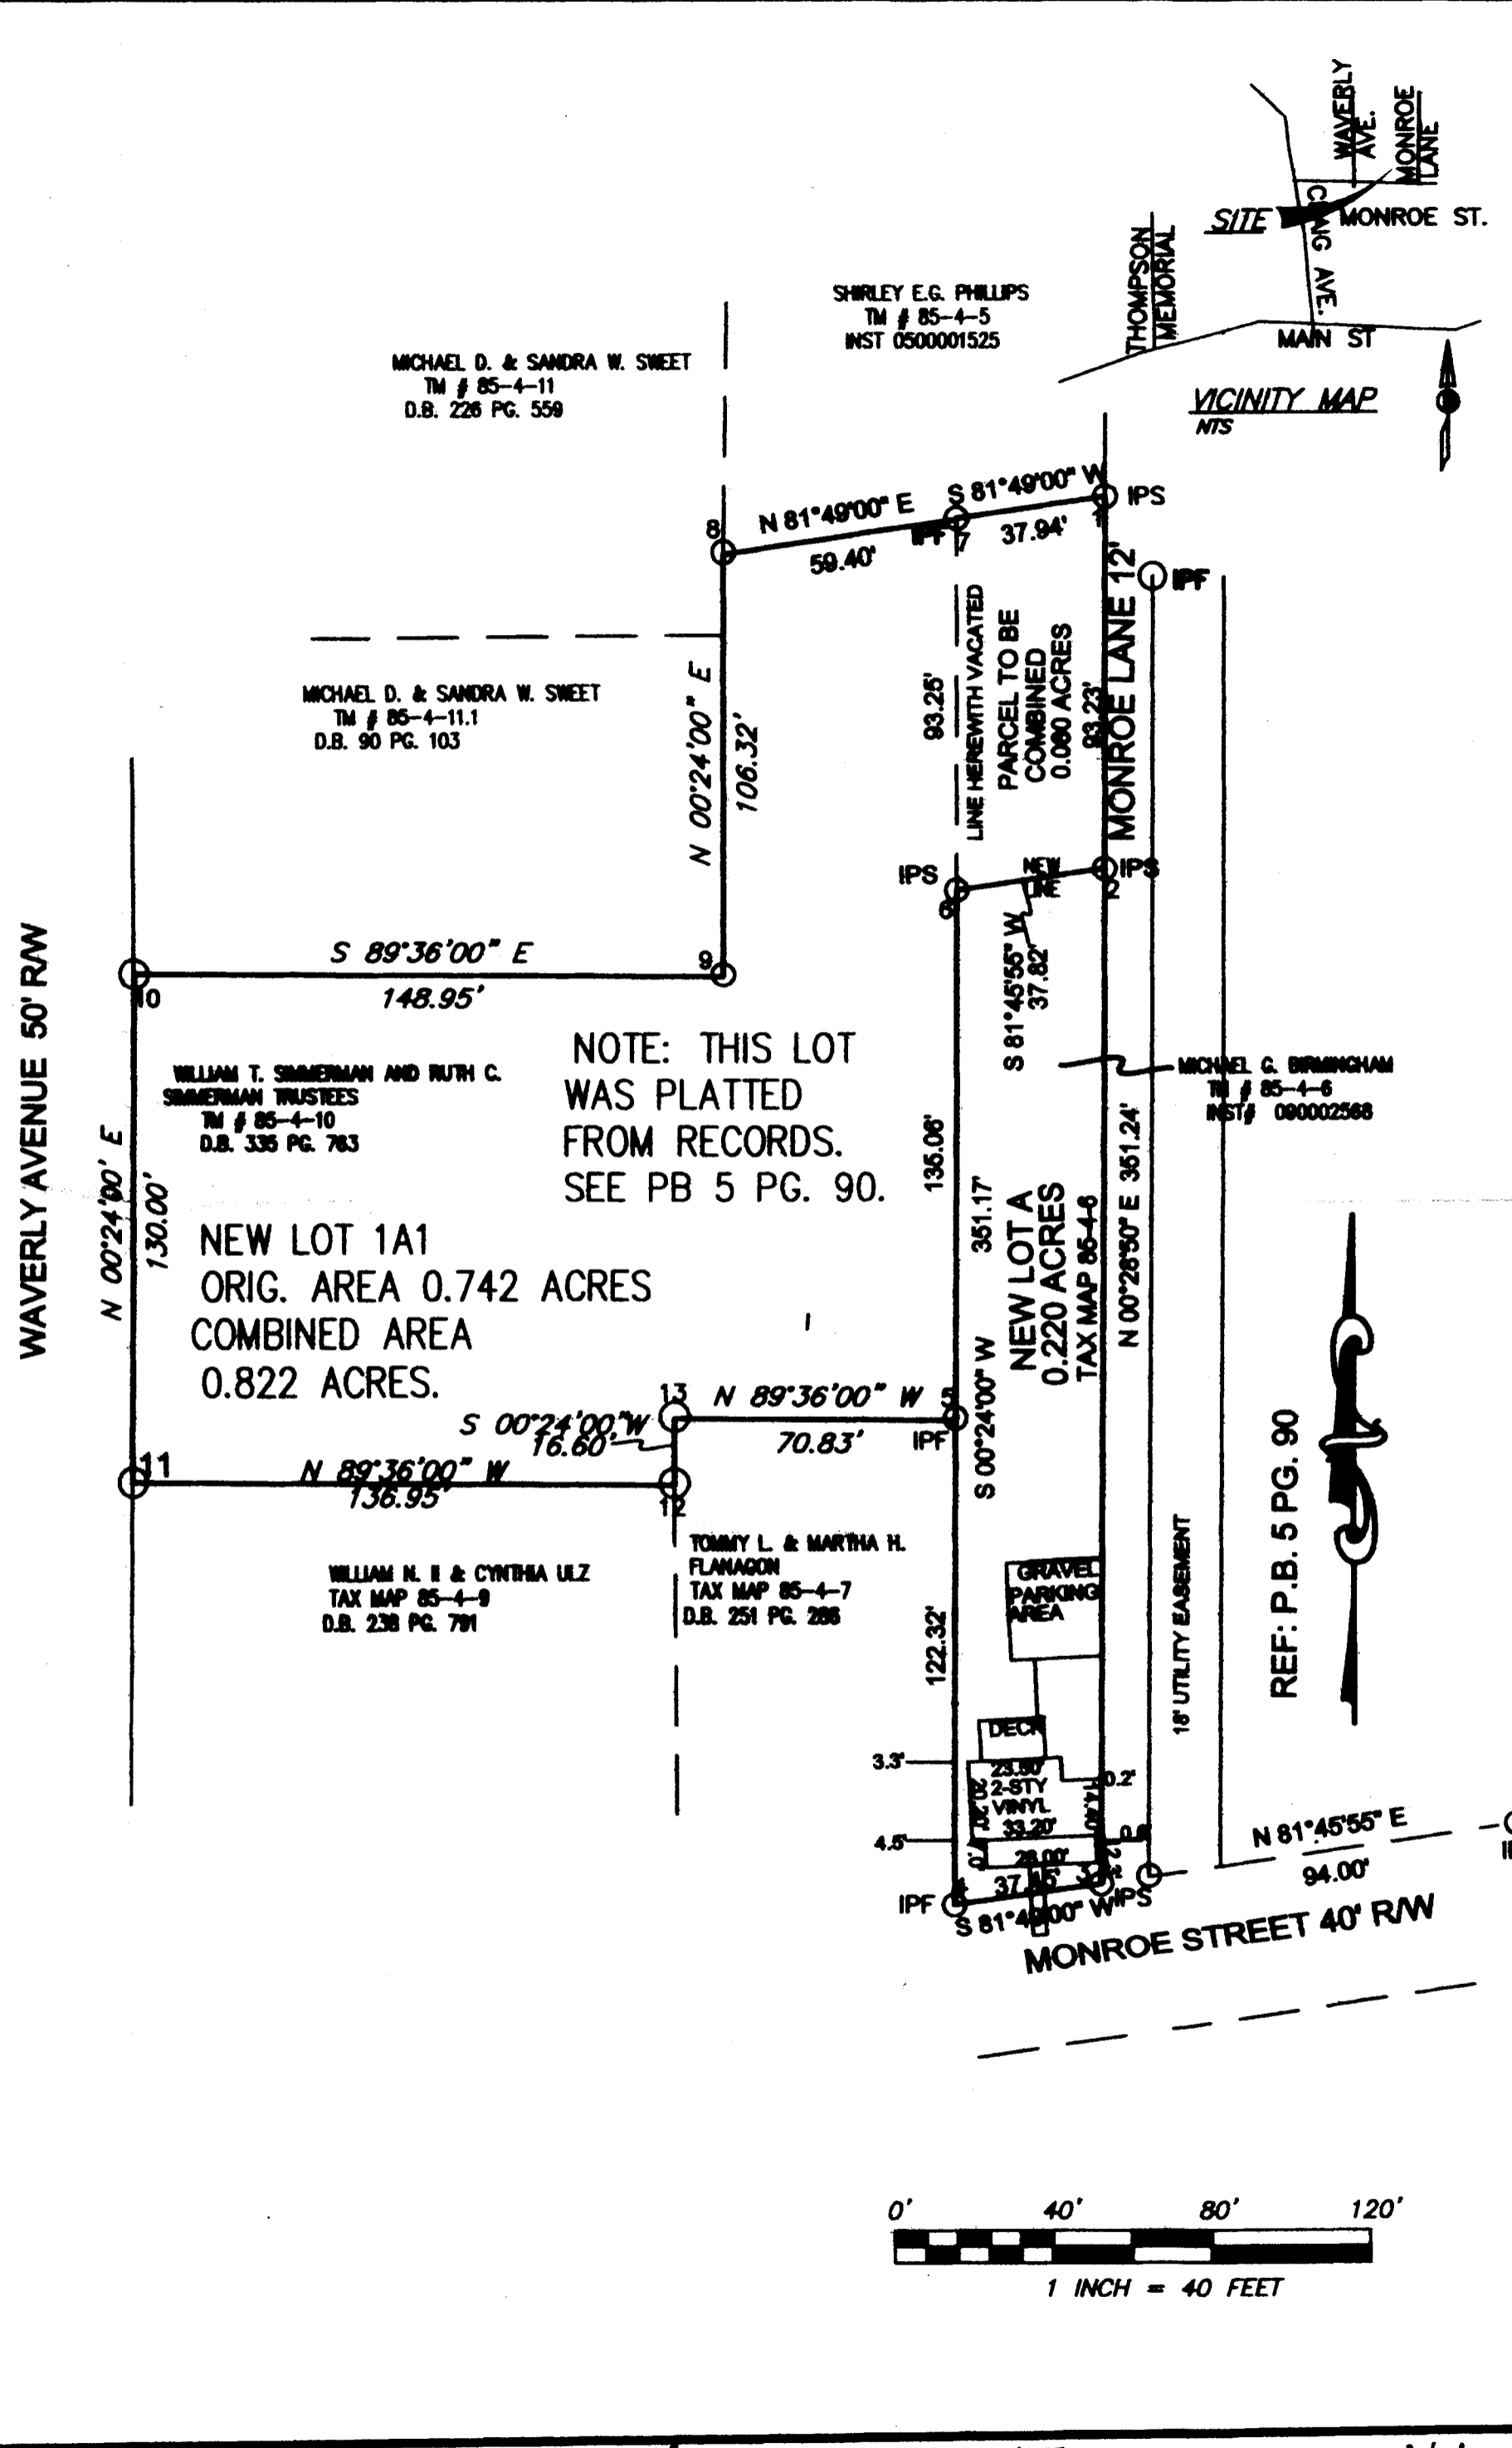 WAVERLY
AVE.
MONROE
LANE
SITE
MONROE ST.
CRAIG AVE.
THOMPSON
MEMORIAL
MAIN ST
VICINITY MAP
NTS
SHIRLEY E.G. PHILLIPS
TM # 85-4-5
INST 0500001525
MICHAEL D. & SANDRA W. SWEET
TM # 85-4-11
D.B. 226 PG. 559
8
N 81°49'00" E
59.40'
IPF
7
S 81°49'00" W
37.94'
1
IPS
IPF
MONROE LANE 12'
MICHAEL D. & SANDRA W. SWEET
TM # 85-4-11.1
D.B. 90 PG. 103
N 00°24'00" E
106.32'
93.25'
LINE HEREWITH VACATED
PARCEL TO BE
COMBINED
0.080 ACRES
93.23'
IPS
6
NEW
LINE
IPS
2
S 81°45'55" W
37.82'
WAVERLY AVENUE 50' R/W
10
S 89°36'00" E
148.95'
9
NOTE: THIS LOT
WAS PLATTED
FROM RECORDS.
SEE PB 5 PG. 90.
MICHAEL G. BIRMINGHAM
TM # 85-4-6
INST# 090002568
WILLIAM T. SIMMERMAN AND RUTH C.
SIMMERMAN TRUSTEES
TM # 85-4-10
D.B. 335 PG. 763
N 00°24'00' E
130.00'
NEW LOT 1A1
ORIG. AREA 0.742 ACRES
COMBINED AREA
0.822 ACRES.
135.06'
351.17'
S 00°24'00" W
NEW LOT A
0.220 ACRES
TAX MAP 85-4-6
N 00°28'50" E 351.24'
13
N 89°36'00" W
70.83'
5
IPF
S 00°24'00" W
16.60'
11
N 89°36'00" W
136.95'
12
WILLIAM N. II & CYNTHIA ULZ
TAX MAP 85-4-9
D.B. 238 PG. 791
TOMMY L. & MARTHA H.
FLANAGON
TAX MAP 85-4-7
D.B. 251 PG. 286
122.32'
GRAVEL
PARKING
AREA
18' UTILITY EASEMENT
REF: P.B. 5 PG. 90
DECK
3.3'
23.50'
2-STY
VINYL
33.20'
20.20'
14.40'
0.2'
4.5'
7.0'
28.00'
4
IPF
3
IPS
S 81°49'00" W
N 81°45'55" E
94.00'
MONROE STREET 40' R/W
0' 40' 80' 120'
1 INCH = 40 FEET